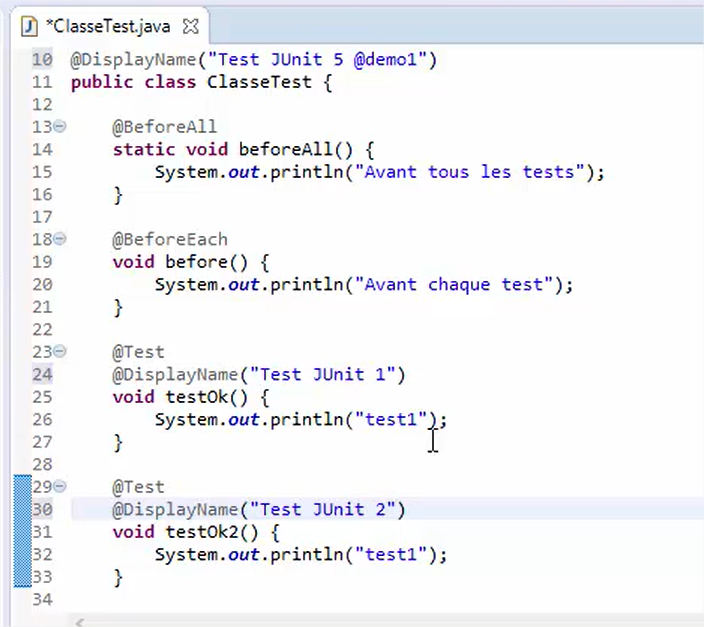 *ClasseTest.java
10 @DisplayName("Test JUnit 5 @demo1")
11 public class ClasseTest {
12
13 @BeforeAll
14 static void beforeAll() {
15 System.out.println("Avant tous les tests");
16 }
17
18 @BeforeEach
19 void before() {
20 System.out.println("Avant chaque test");
21 }
22
23 @Test
24 @DisplayName("Test JUnit 1")
25 void testOk() {
26 System.out.println("test1");
27 }
28
29 @Test
30 @DisplayName("Test JUnit 2")
31 void testOk2() {
32 System.out.println("test1");
33 }
34